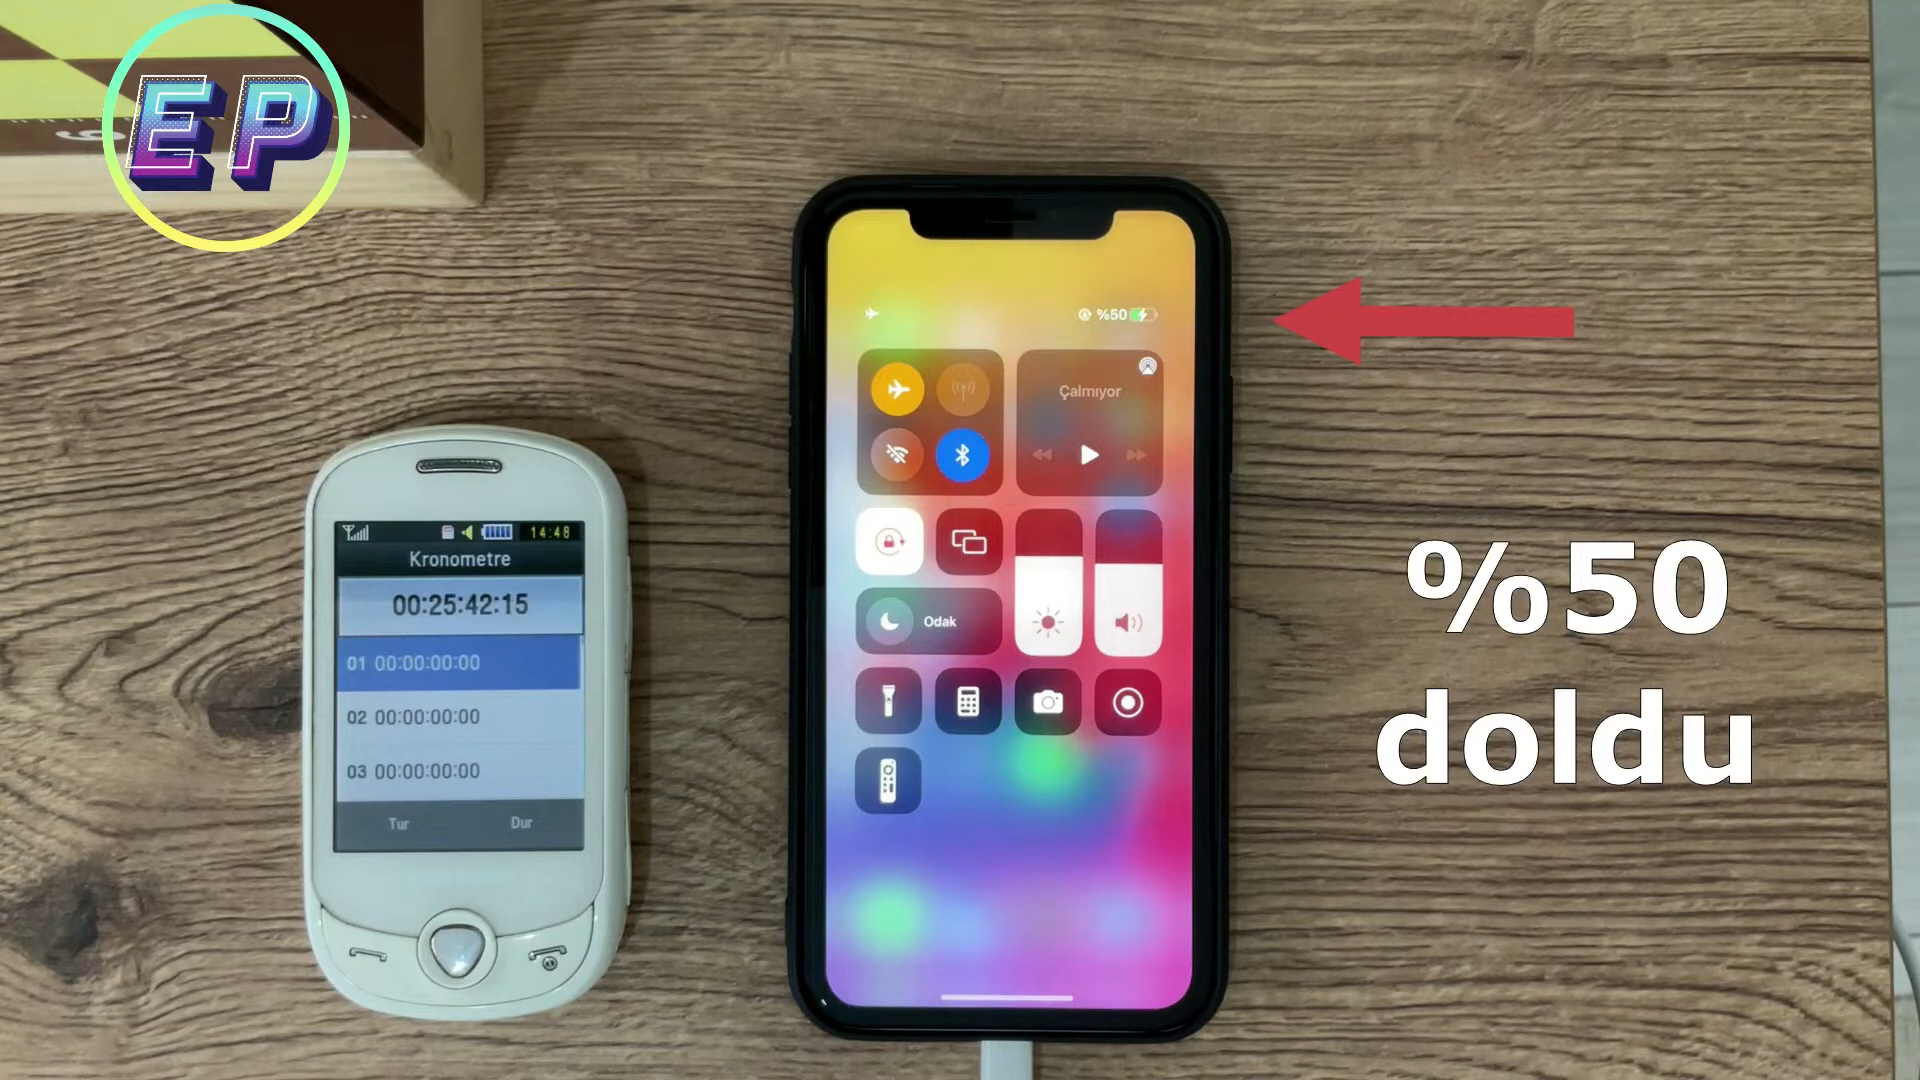 EP
14:48
Kronometre
00:25:42:15
01 00:00:00:00
02 00:00:00:00
03 00:00:00:00
Tur Dur
%50
Çalmıyor
Odak
%50
doldu